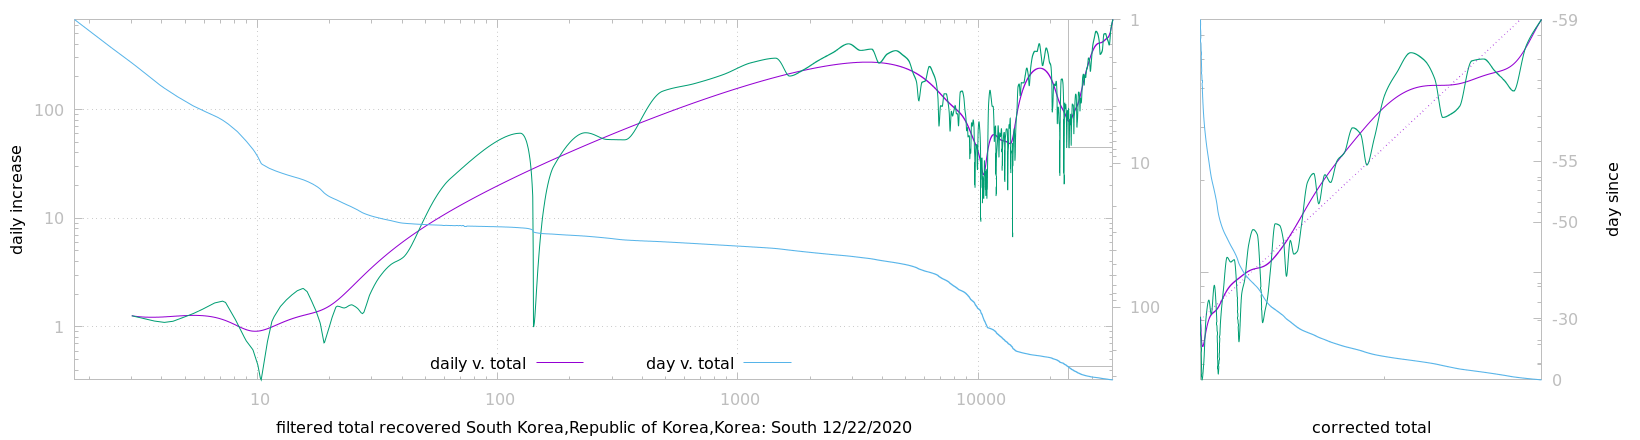 daily increase
100
10
1
daily v. total
day v. total
10
100
1000
10000
filtered total recovered South Korea,Republic of Korea,Korea: South 12/22/2020
1
10
100
-59
-55
-50
-30
0
day since
corrected total